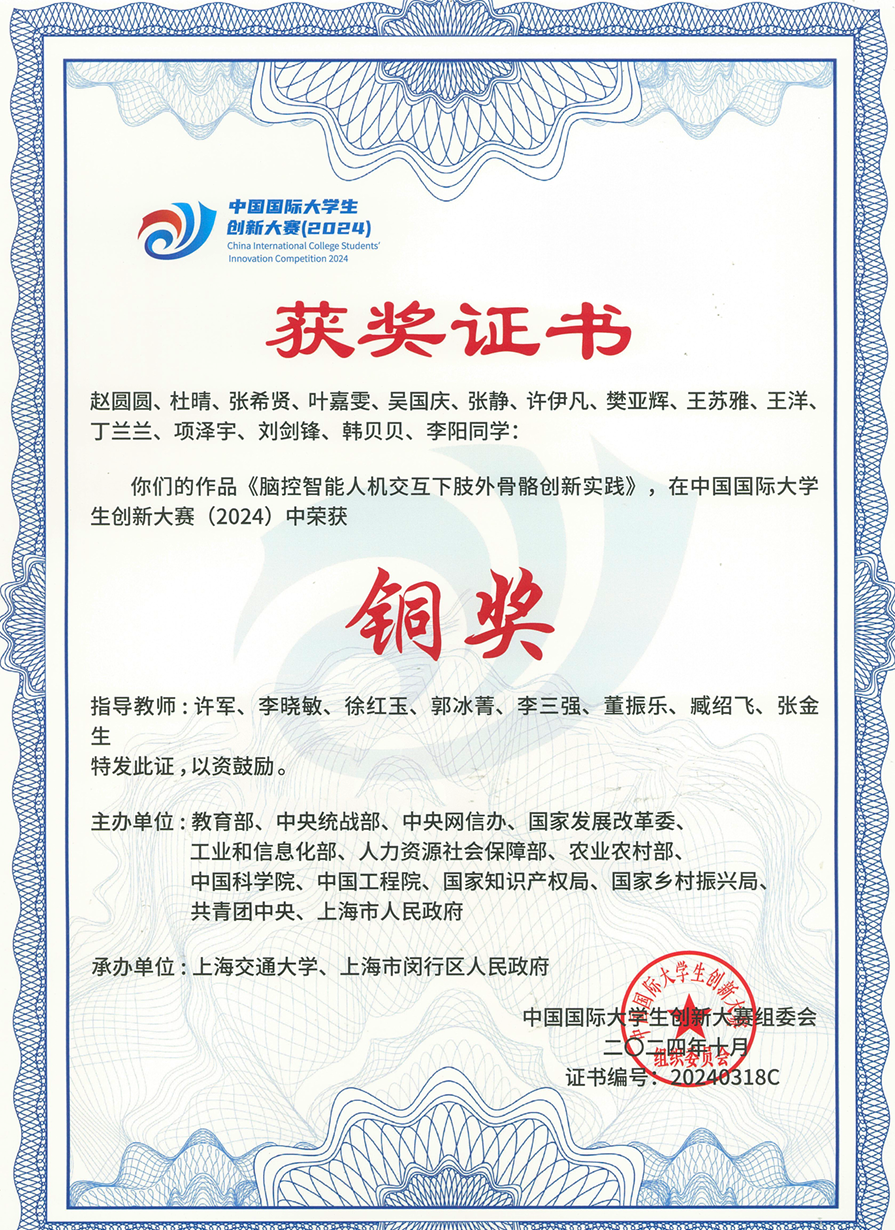 中国国际大学生
创新大赛(2024)
China International College Students'
Innovation Competition 2024
获奖证书
赵圆圆、杜晴、张希贤、叶嘉雯、吴国庆、张静、许伊凡、樊亚辉、王苏雅、王洋、
丁兰兰、项泽宇、刘剑锋、韩贝贝、李阳同学：
你们的作品《脑控智能人机交互下肢外骨骼创新实践》，在中国国际大学
生创新大赛（2024）中荣获
铜奖
指导教师：许军、李晓敏、徐红玉、郭冰菁、李三强、董振乐、臧绍飞、张金
生
特发此证，以资鼓励。
主办单位：教育部、中央统战部、中央网信办、国家发展改革委、
工业和信息化部、人力资源社会保障部、农业农村部、
中国科学院、中国工程院、国家知识产权局、国家乡村振兴局、
共青团中央、上海市人民政府
承办单位：上海交通大学、上海市闵行区人民政府
中国国际大学生创新大赛组委会
二〇二四年十月
证书编号：20240318C
中国国际大学生创新大赛
组织委员会